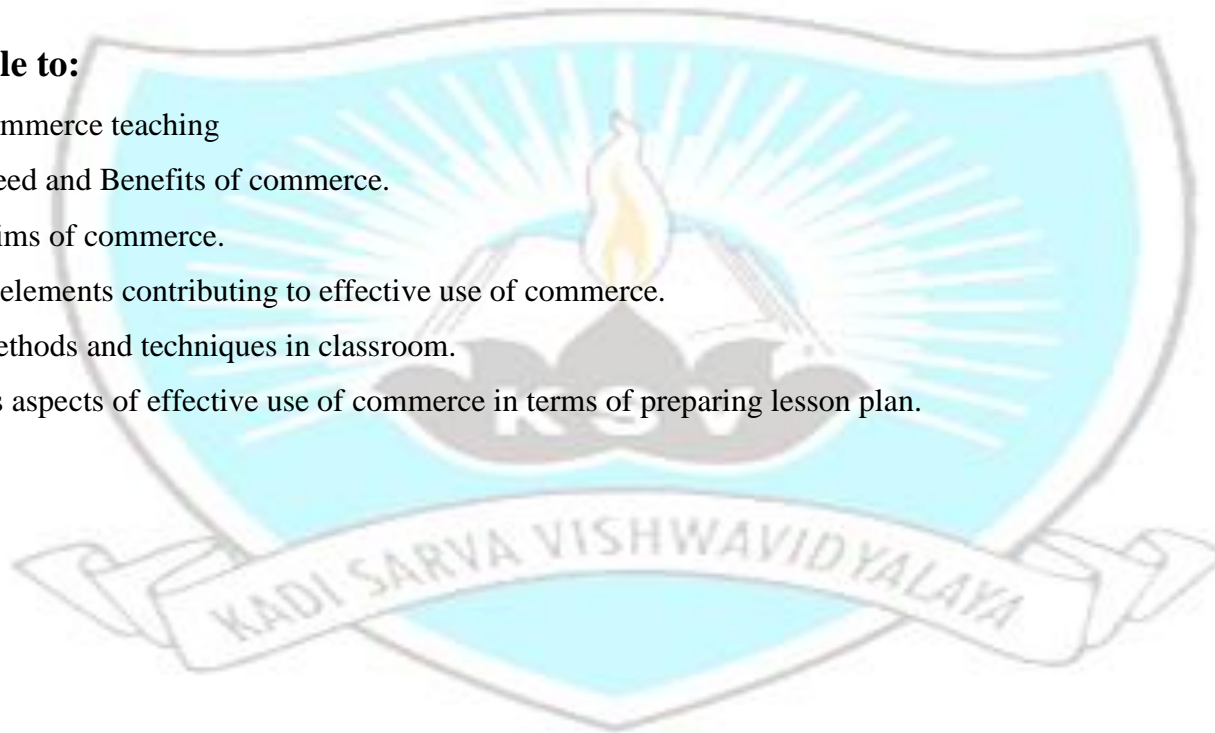 le to:
mmerce teaching
eed and Benefits of commerce.
ims of commerce.
elements contributing to effective use of commerce.
ethods and techniques in classroom.
s aspects of effective use of commerce in terms of preparing lesson plan.
KSV
KADI SARVA VISHWAVIDYALAYA